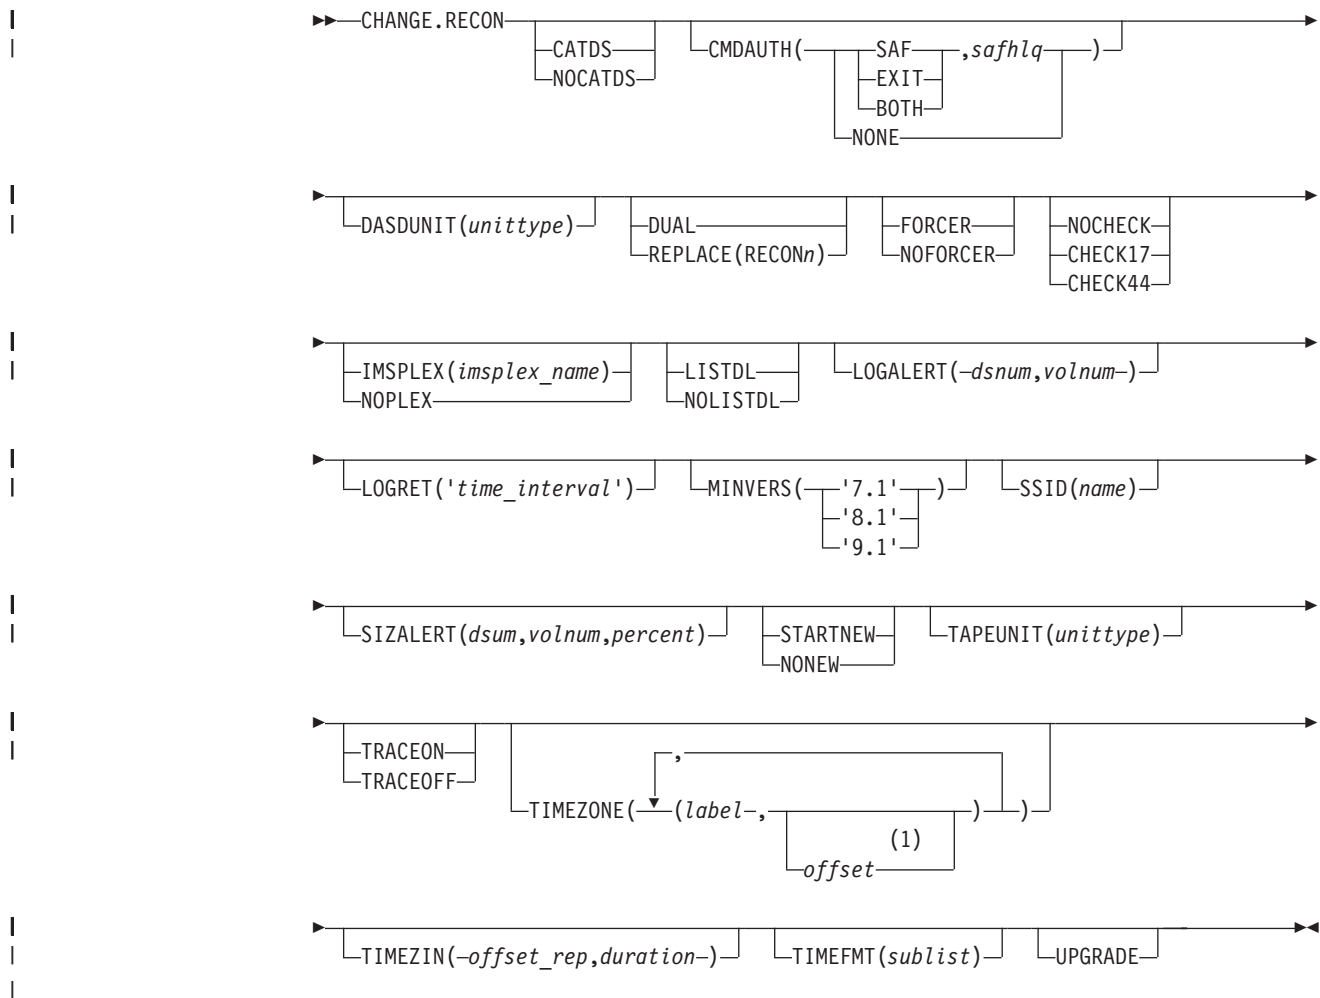 CHANGE.RECON
CATDS
NOCATDS
CMDAUTH( SAF ,safhlq )
EXIT
BOTH
NONE
DASDUNIT(unittype)
DUAL
REPLACE(RECONn)
FORCER
NOFORCER
NOCHECK
CHECK17
CHECK44
IMSPLEX(imsplex_name)
NOPLEX
LISTDL
NOLISTDL
LOGALERT(dsnum,volnum)
LOGRET('time_interval')
MINVERS( '7.1' )
'8.1'
'9.1'
SSID(name)
SIZALERT(dsum,volnum,percent)
STARTNEW
NONEW
TAPEUNIT(unittype)
TRACEON
TRACEOFF
,
TIMEZONE( (label , ) )
(1)
offset
TIMEZIN(offset_rep,duration)
TIMEFMT(sublist)
UPGRADE